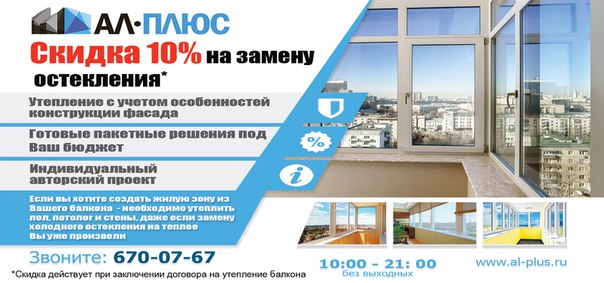 АЛ·ПЛЮС
Скидка 10% на замену
остекления*
Утепление с учетом особенностей
конструкции фасада
Готовые пакетные решения под
Ваш бюджет
Индивидуальный
авторский проект
Если вы хотите создать жилую зону из
Вашего балкона - необходимо утеплить
пол, потолог и стены, даже если замену
холодного остекления на теплое
Вы уже произвели
Звоните: 670-07-67
*Скидка действует при заключении договора на утепление балкона
10:00 - 21: 00
без выходных
www.al-plus.ru